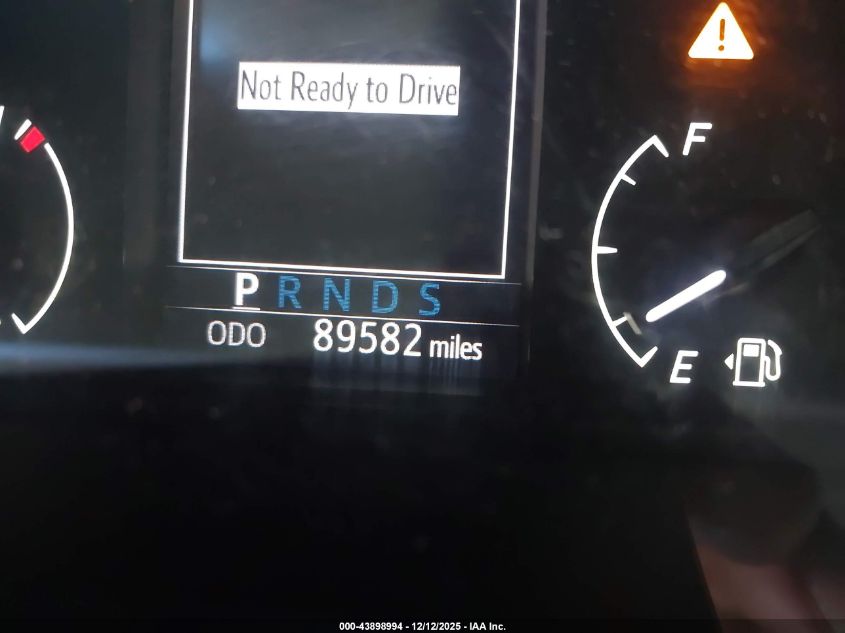 Not Ready to Drive
F
P R N D S
ODO 89582 miles
E
000-43898994 - 12/12/2025 - IAA Inc.